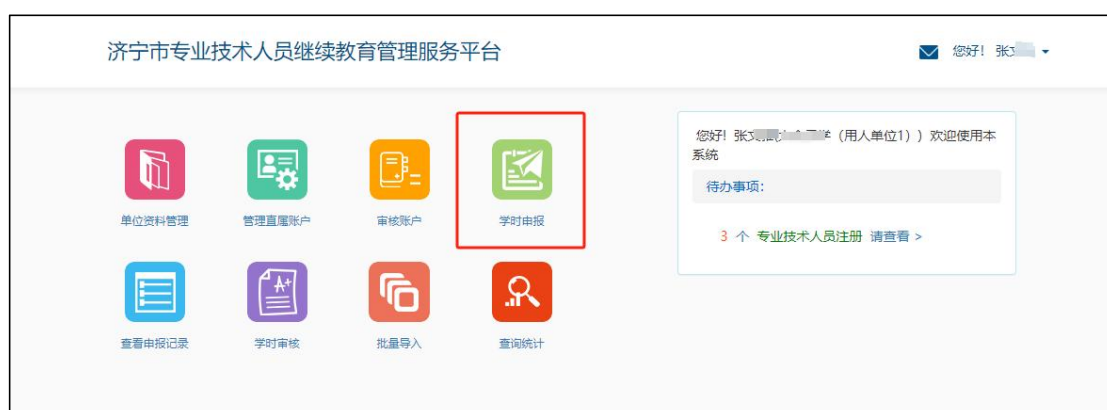 济宁市专业技术人员继续教育管理服务平台
您好！ 张
您好！张（用人单位1））欢迎使用本
系统
待办事项：
3 个 专业技术人员注册 请查看 >
单位资料管理 管理直属账户 审核账户 学时申报
查看申报记录 学时审核 批量导入 查询统计